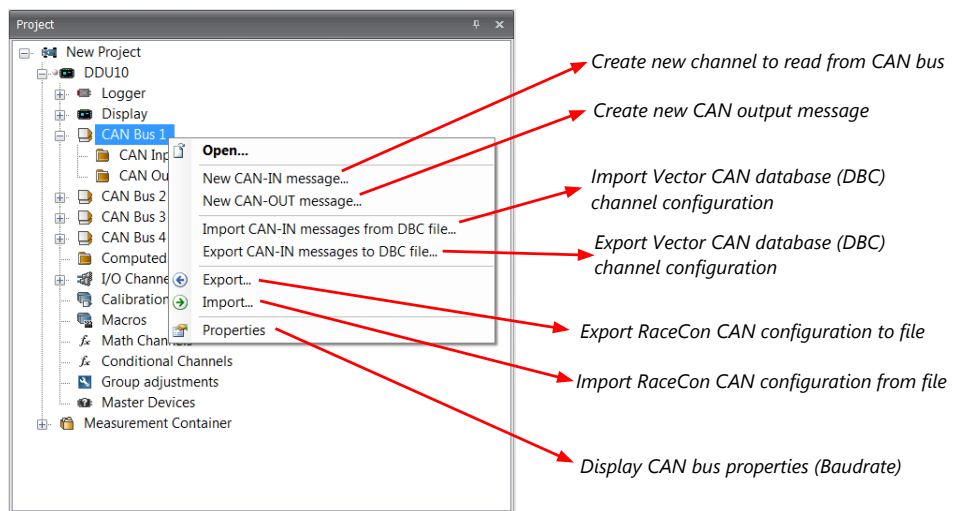 Project
New Project
DDU10
Logger
Display
CAN Bus 1
CAN Inp
CAN Ou
CAN Bus 2
CAN Bus 3
CAN Bus 4
Computed
I/O Channe
Calibration
Macros
fx Math Channels
fx Conditional Channels
Group adjustments
Master Devices
Measurement Container
Open...
New CAN-IN message...
New CAN-OUT message...
Import CAN-IN messages from DBC file...
Export CAN-IN messages to DBC file...
Export...
Import...
Properties
Create new channel to read from CAN bus
Create new CAN output message
Import Vector CAN database (DBC)
channel configuration
Export Vector CAN database (DBC)
channel configuration
Export RaceCon CAN configuration to file
Import RaceCon CAN configuration from file
Display CAN bus properties (Baudrate)